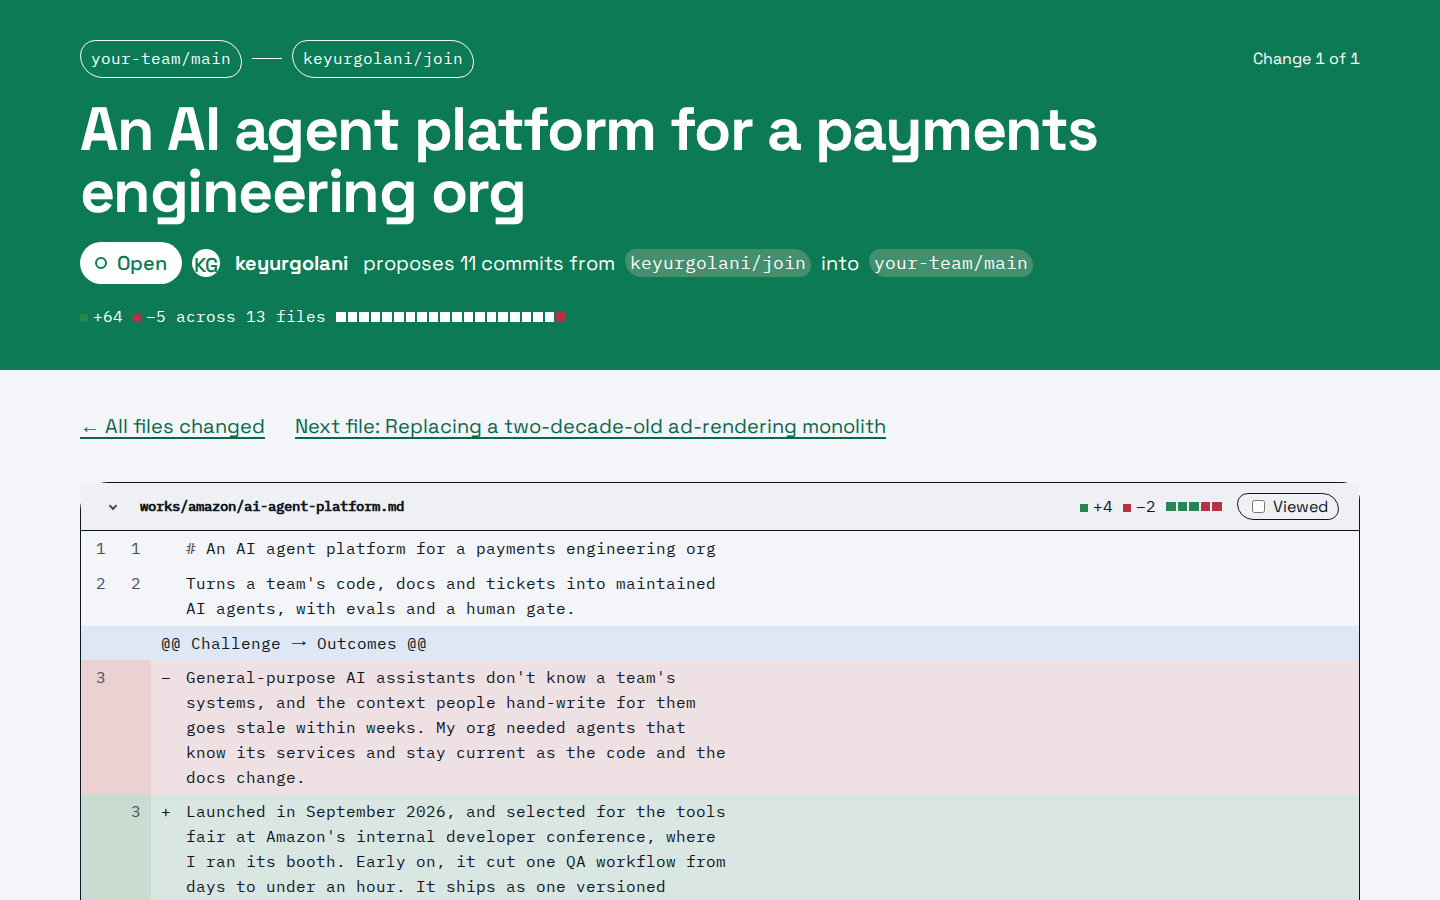 your-team/main — keyurgolani/join
Change 1 of 1
An AI agent platform for a payments
engineering org
Open KG keyurgolani proposes 11 commits from keyurgolani/join into your-team/main
+64 −5 across 13 files
← All files changed Next file: Replacing a two-decade-old ad-rendering monolith
works/amazon/ai-agent-platform.md +4 −2 Viewed
1 1 # An AI agent platform for a payments engineering org
2 2 Turns a team's code, docs and tickets into maintained
AI agents, with evals and a human gate.
@@ Challenge → Outcomes @@
3 − General-purpose AI assistants don't know a team's
systems, and the context people hand-write for them
goes stale within weeks. My org needed agents that
know its services and stay current as the code and the
docs change.
3 + Launched in September 2026, and selected for the tools
fair at Amazon's internal developer conference, where
I ran its booth. Early on, it cut one QA workflow from
days to under an hour. It ships as one versioned